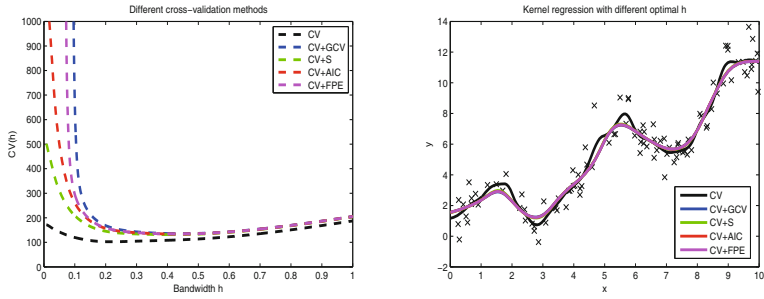 Different cross−validation methods
1000
900
800
700
600
500
400
300
200
100
0
CV(h)
0 0.1 0.2 0.3 0.4 0.5 0.6 0.7 0.8 0.9 1
Bandwidth h
CV
CV+GCV
CV+S
CV+AIC
CV+FPE
Kernel regression with different optimal h
14
12
10
8
6
4
2
0
−2
y
0 1 2 3 4 5 6 7 8 9 10
x
CV
CV+GCV
CV+S
CV+AIC
CV+FPE